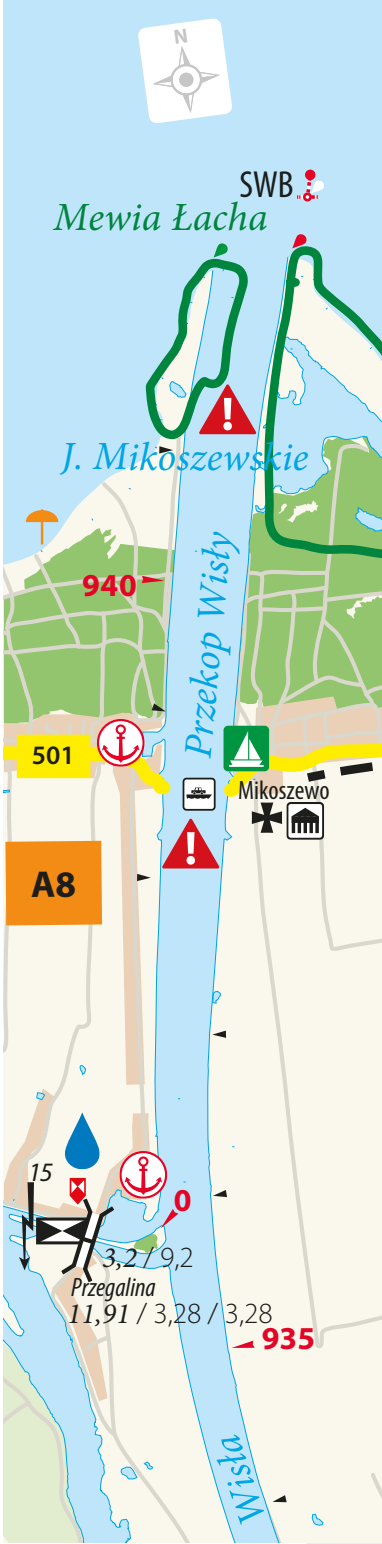 N
SWB
Mewia Łacha
!
J. Mikoszewskie
940
Przekop Wisły
501
Mikoszewo
!
A8
15
0
3,2 / 9,2
Przegalina
11,91 / 3,28 / 3,28
935
Wisła